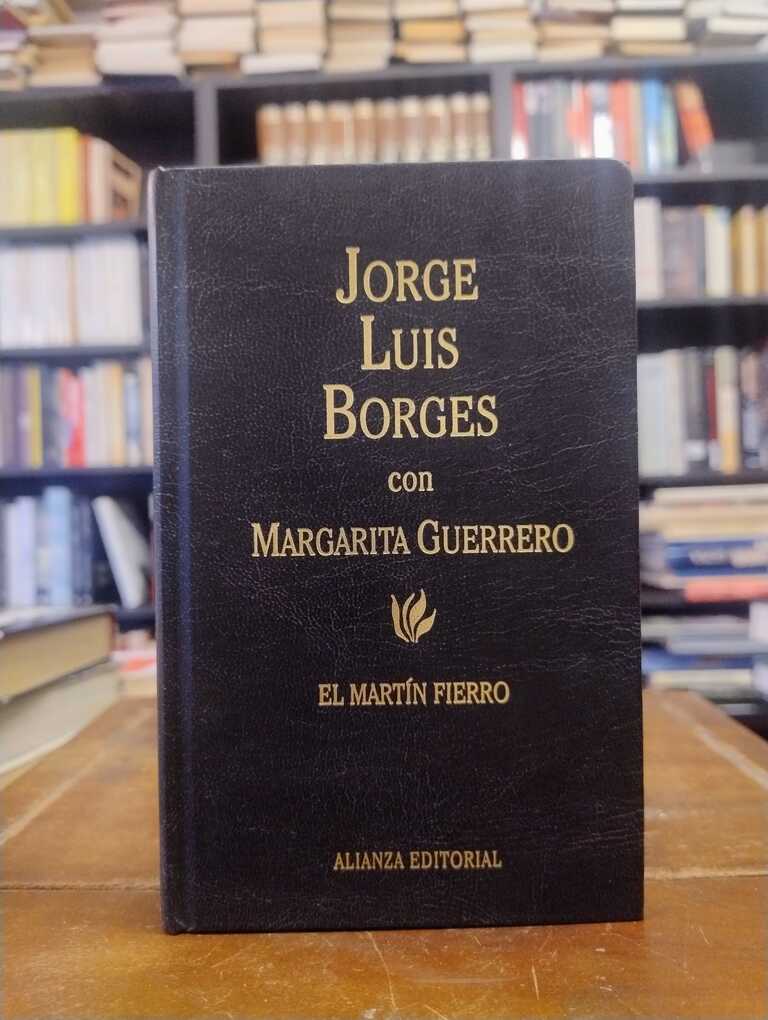 JORGE
LUIS
BORGES
con
MARGARITA GUERRERO
EL MARTÍN FIERRO
ALIANZA EDITORIAL